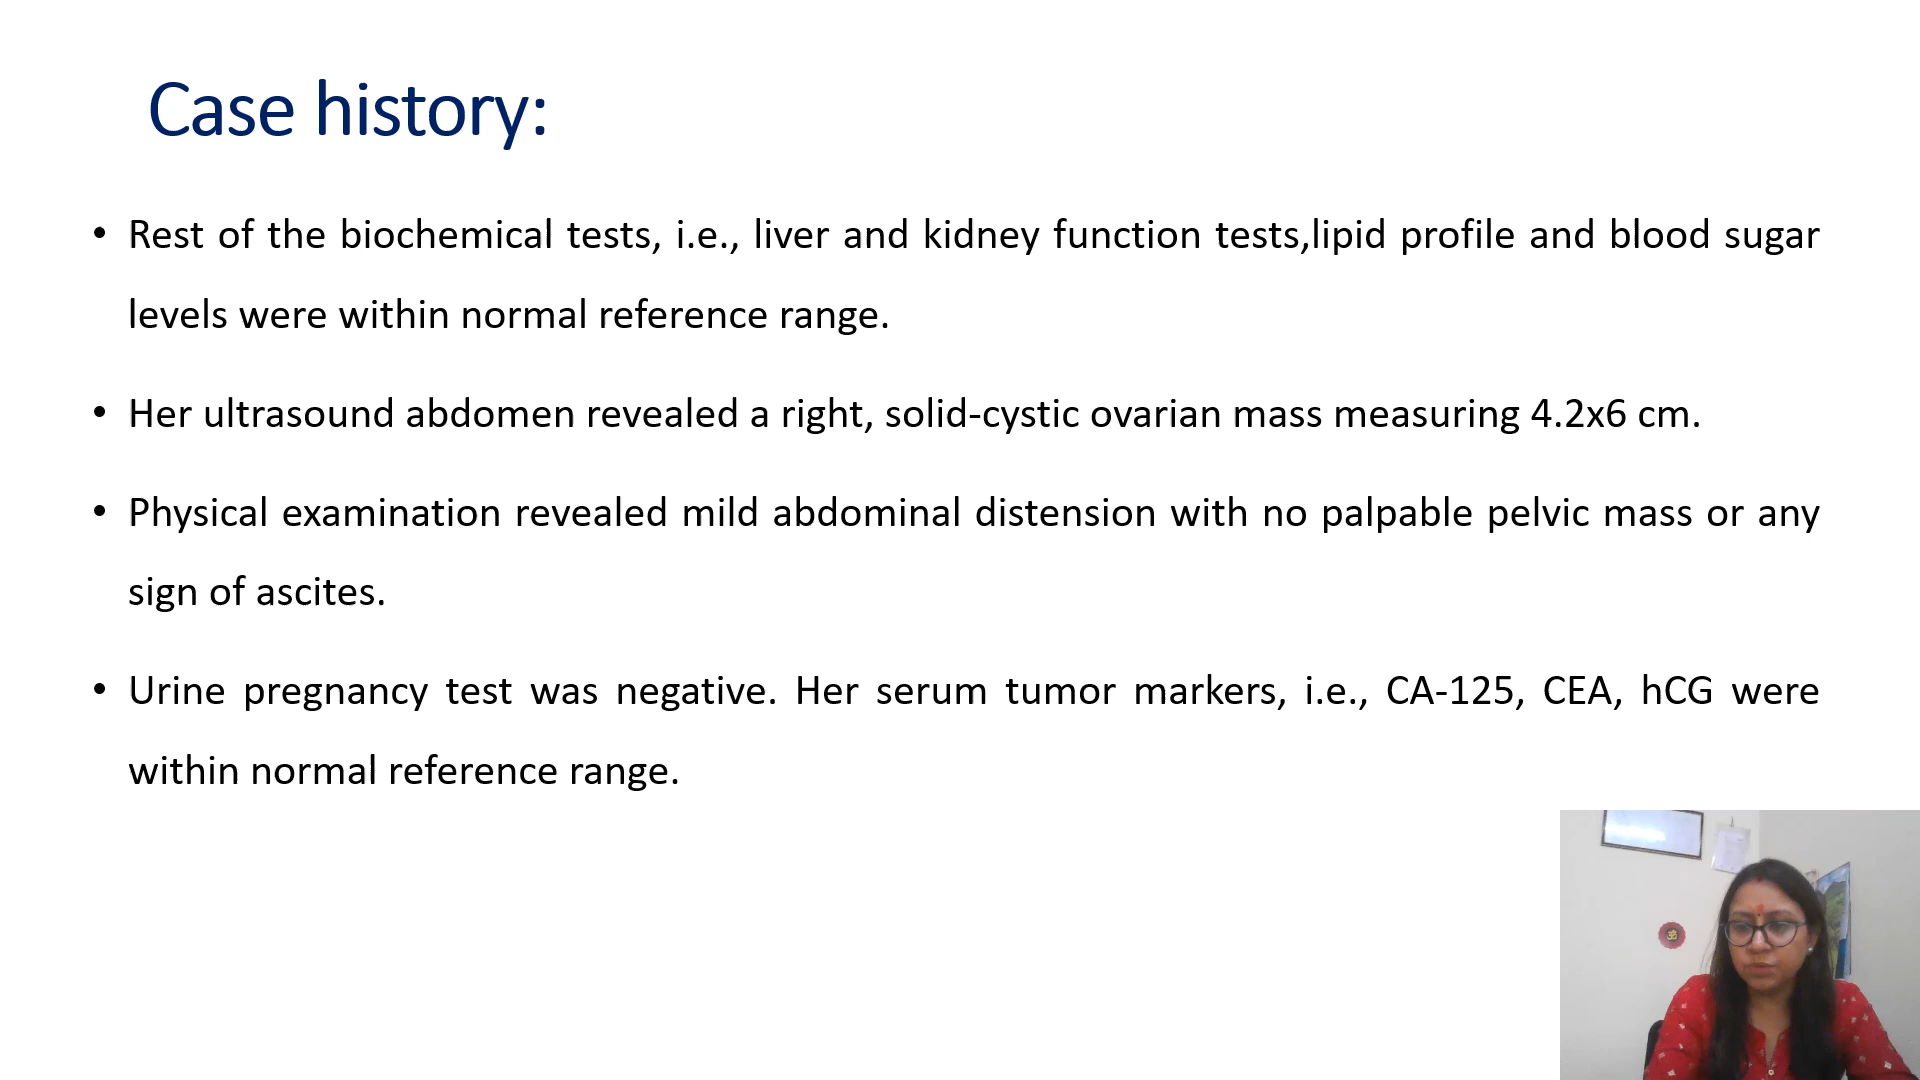 Case history:
• Rest of the biochemical tests, i.e., liver and kidney function tests,lipid profile and blood sugar
levels were within normal reference range.
• Her ultrasound abdomen revealed a right, solid-cystic ovarian mass measuring 4.2x6 cm.
• Physical examination revealed mild abdominal distension with no palpable pelvic mass or any
sign of ascites.
• Urine pregnancy test was negative. Her serum tumor markers, i.e., CA-125, CEA, hCG were
within normal reference range.
ॐ